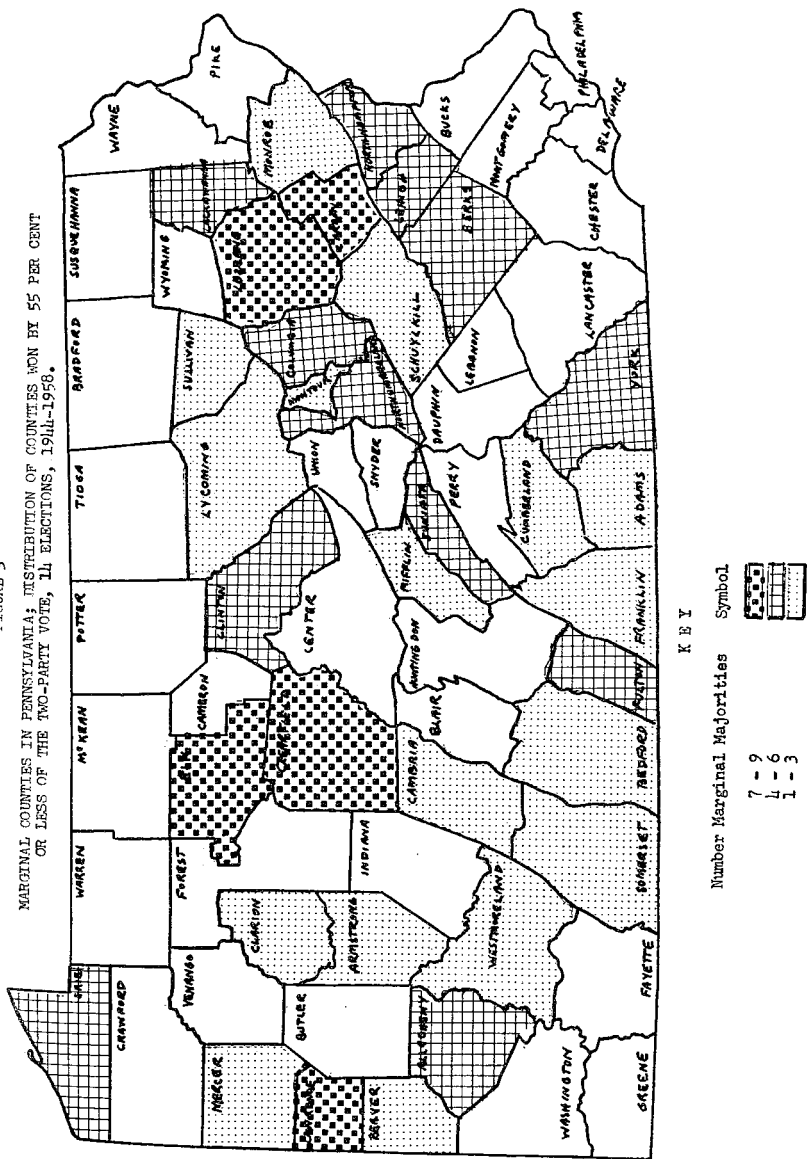 MARGINAL COUNTIES IN PENNSYLVANIA; DISTRIBUTION OF COUNTIES WON BY 55 PER CENT
OR LESS OF THE TWO-PARTY VOTE, 14 ELECTIONS, 1944-1958.
ERIE
CRAWFORD
WARREN
McKEAN
POTTER
TIOGA
BRADFORD
SUSQUEHANNA
WAYNE
PIKE
MERCER
VENANGO
FOREST
ELK
CAMERON
CLINTON
LYCOMING
SULLIVAN
WYOMING
LACKAWANNA
LUZERNE
MONROE
LAWRENCE
BUTLER
CLARION
CLEARFIELD
CENTER
UNION
MONTOUR
COLUMBIA
CARBON
BEAVER
ARMSTRONG
INDIANA
SNYDER
NORTHUMBERLAND
SCHUYLKILL
LEHIGH
NORTHAMPTON
ALLEGHENY
CAMBRIA
BLAIR
HUNTINGDON
MIFFLIN
JUNIATA
PERRY
DAUPHIN
LEBANON
BERKS
BUCKS
MONTGOMERY
WESTMORELAND
CUMBERLAND
LANCASTER
CHESTER
DELAWARE
PHILADELPHIA
WASHINGTON
GREENE
FAYETTE
SOMERSET
BEDFORD
FULTON
FRANKLIN
ADAMS
YORK
KEY
Number Marginal Majorities Symbol
7 - 9
4 - 6
1 - 3